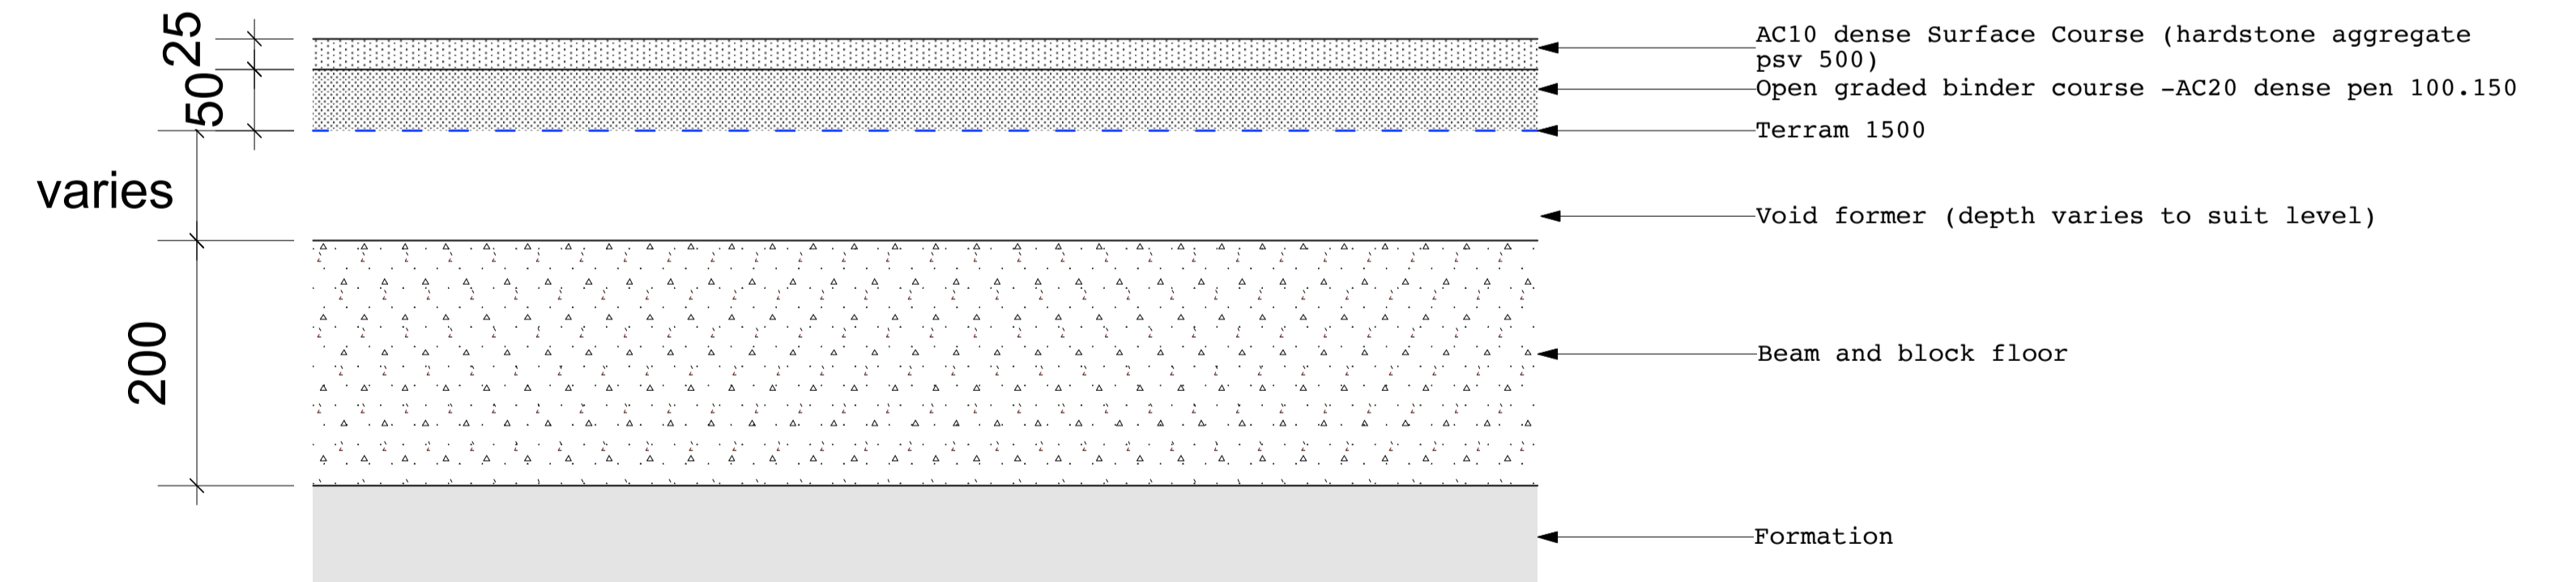 25
AC10 dense Surface Course (hardstone aggregate
psv 500)
50
Open graded binder course -AC20 dense pen 100.150
Terram 1500
varies
Void former (depth varies to suit level)
200
Beam and block floor
Formation